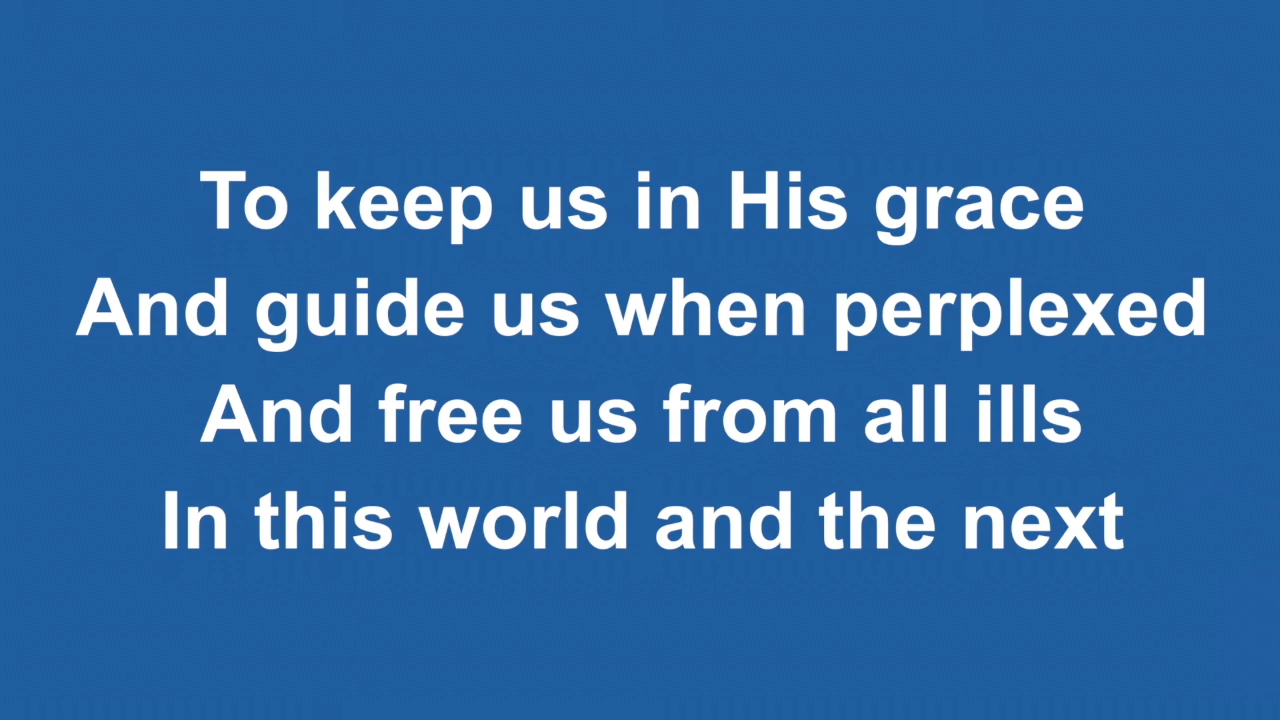 To keep us in His grace
And guide us when perplexed
And free us from all ills
In this world and the next